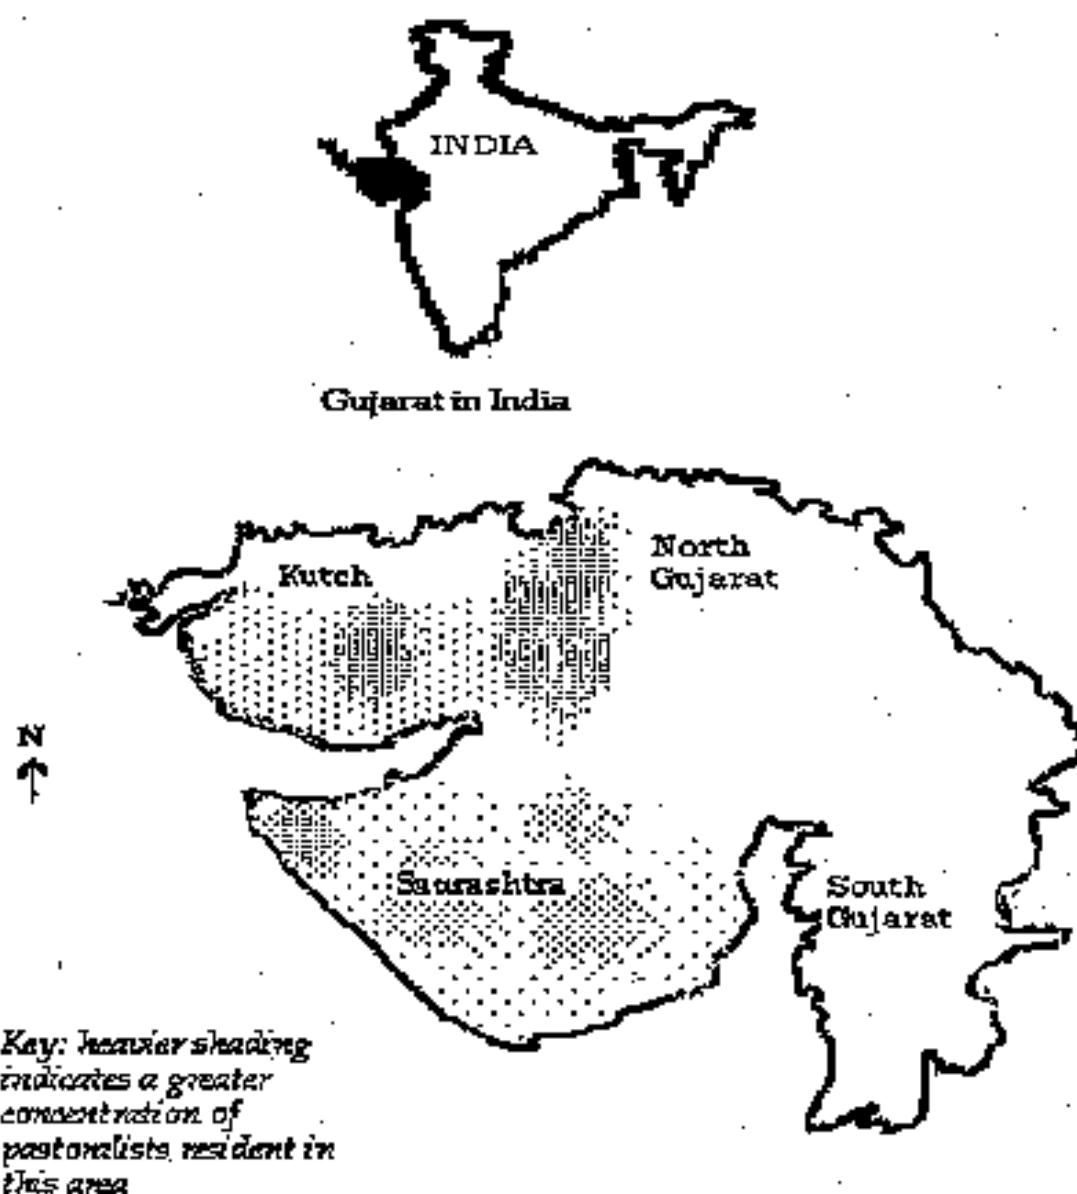 INDIA
Gujarat in India
North
Gujarat
Kutch
N
Saurashtra
South
Gujarat
Key: heavier shading
indicates a greater
concentration of
pastoralists resident in
this area